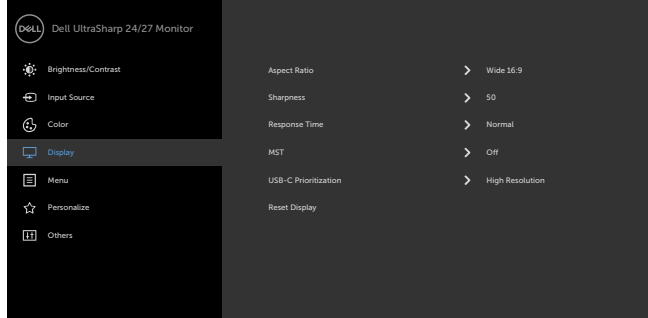 DELL Dell UltraSharp 24/27 Monitor
Brightness/Contrast
Input Source
Color
Display
Menu
Personalize
Others
Aspect Ratio Wide 16:9
Sharpness 50
Response Time Normal
MST Off
USB-C Prioritization High Resolution
Reset Display